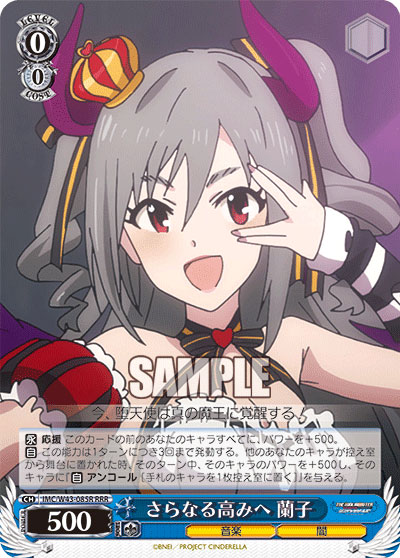 LEVEL
0
0
COST
SAMPLE
今、堕天使は真の魔王に覚醒する！
永 応援 このカードの前のあなたのキャラすべてに、パワーを＋500。
自 この能力は1ターンにつき3回まで発動する。他のあなたのキャラが控え
室から舞台に置かれた時、そのターン中、そのキャラのパワーを＋500し、
そのキャラに『自 アンコール ［手札のキャラを1枚控え室に置く］』を与える。
CH IMC/W43-085R RRR
500
さらなる高みへ 蘭子
THE IDOLM@STER
CINDERELLA GIRLS
音楽
闇
©BNEI／PROJECT CINDERELLA